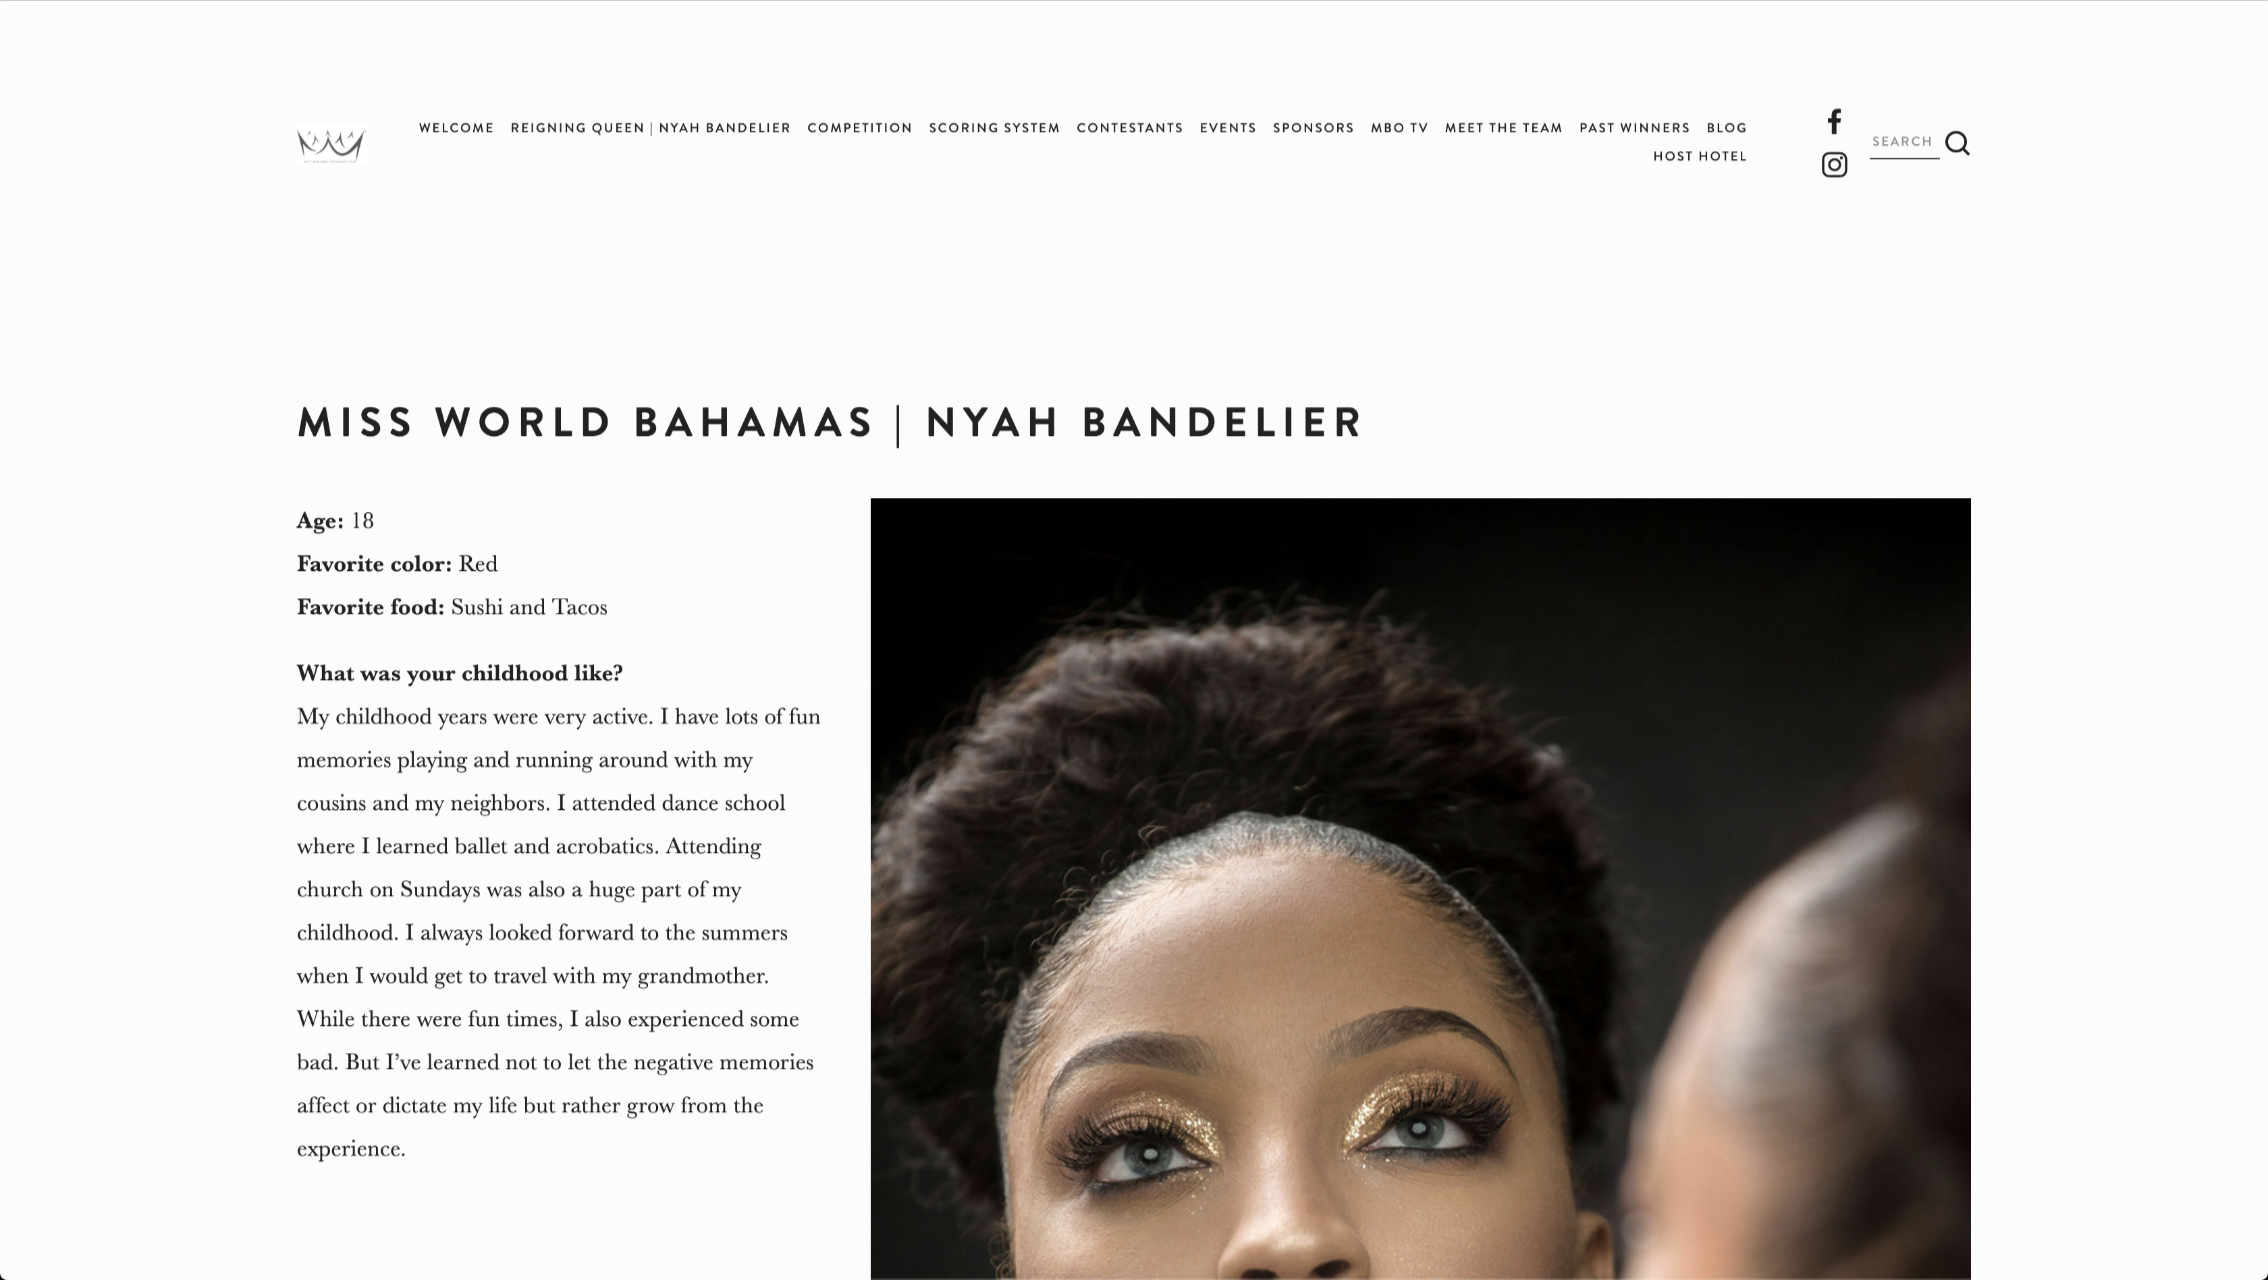 WELCOME REIGNING QUEEN | NYAH BANDELIER COMPETITION SCORING SYSTEM CONTESTANTS EVENTS SPONSORS MBO TV MEET THE TEAM PAST WINNERS BLOG
HOST HOTEL
SEARCH
MISS WORLD BAHAMAS | NYAH BANDELIER
Age: 18
Favorite color: Red
Favorite food: Sushi and Tacos
What was your childhood like?
My childhood years were very active. I have lots of fun
memories playing and running around with my
cousins and my neighbors. I attended dance school
where I learned ballet and acrobatics. Attending
church on Sundays was also a huge part of my
childhood. I always looked forward to the summers
when I would get to travel with my grandmother.
While there were fun times, I also experienced some
bad. But I’ve learned not to let the negative memories
affect or dictate my life but rather grow from the
experience.